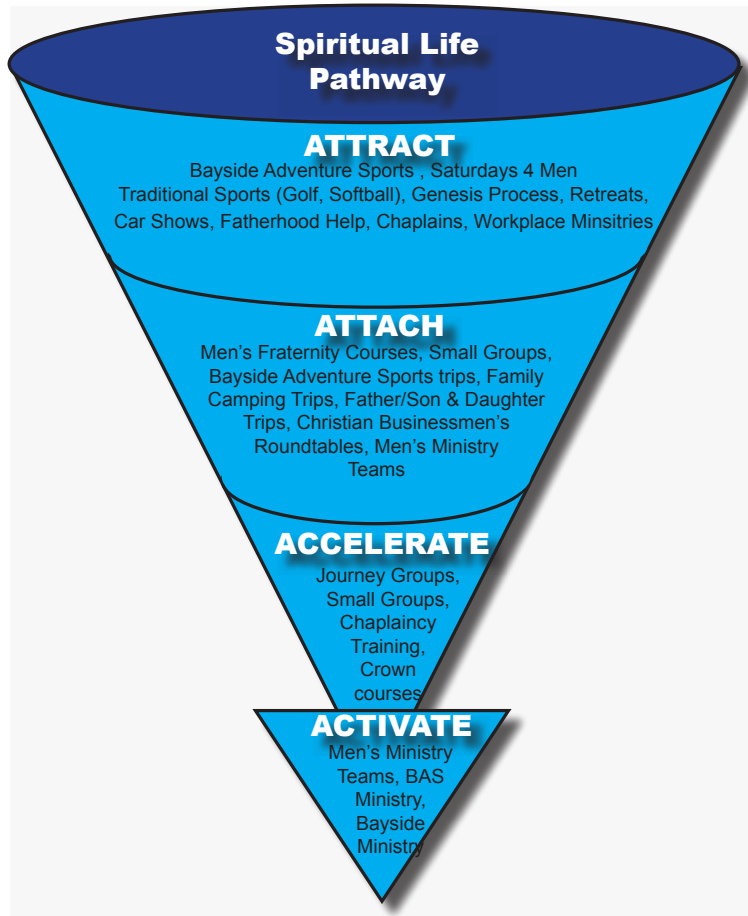 Spiritual Life
Pathway
ATTRACT
Bayside Adventure Sports , Saturdays 4 Men
Traditional Sports (Golf, Softball), Genesis Process, Retreats,
Car Shows, Fatherhood Help, Chaplains, Workplace Minsitries
ATTACH
Men's Fraternity Courses, Small Groups,
Bayside Adventure Sports trips, Family
Camping Trips, Father/Son & Daughter
Trips, Christian Businessmen's
Roundtables, Men's Ministry
Teams
ACCELERATE
Journey Groups,
Small Groups,
Chaplaincy
Training,
Crown
courses
ACTIVATE
Men's Ministry
Teams, BAS
Ministry,
Bayside
Ministry